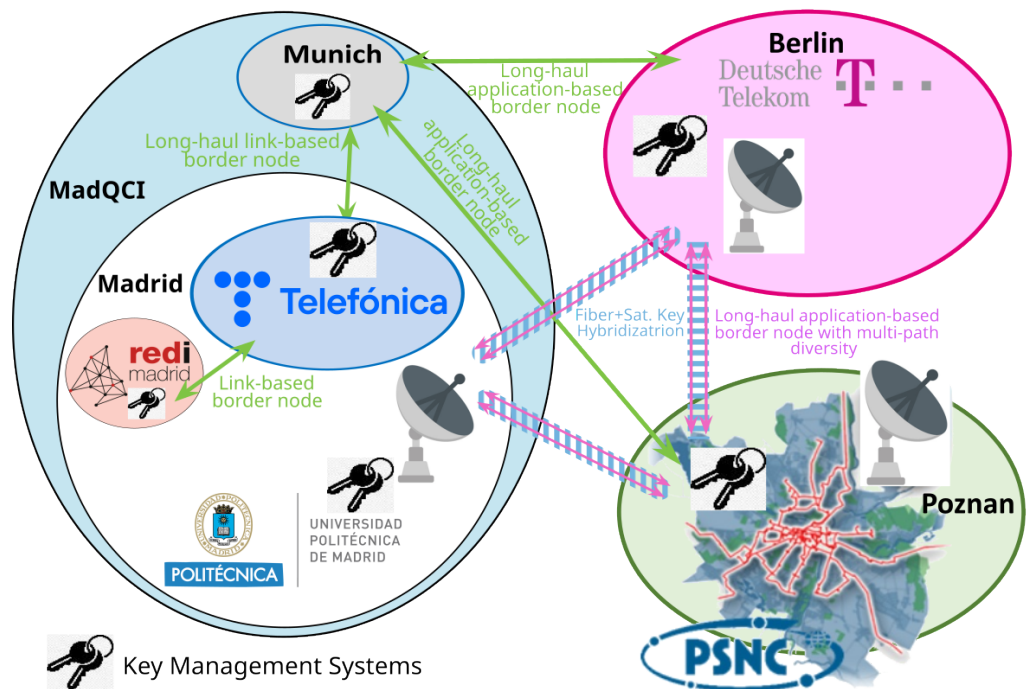 Munich
Berlin
Deutsche
Telekom
T
Long-haul
application-based
border node
Long-haul link-based
border node
Long-haul
application-based
border node
MadQCI
Madrid
Telefónica
redi
madrid
Link-based
border node
Fiber+Sat. Key
Hybridizatrion
Long-haul application-based
border node with multi-path
diversity
Poznan
UNIVERSIDAD
POLITÉCNICA
DE MADRID
POLITÉCNICA
PSNC
Key Management Systems